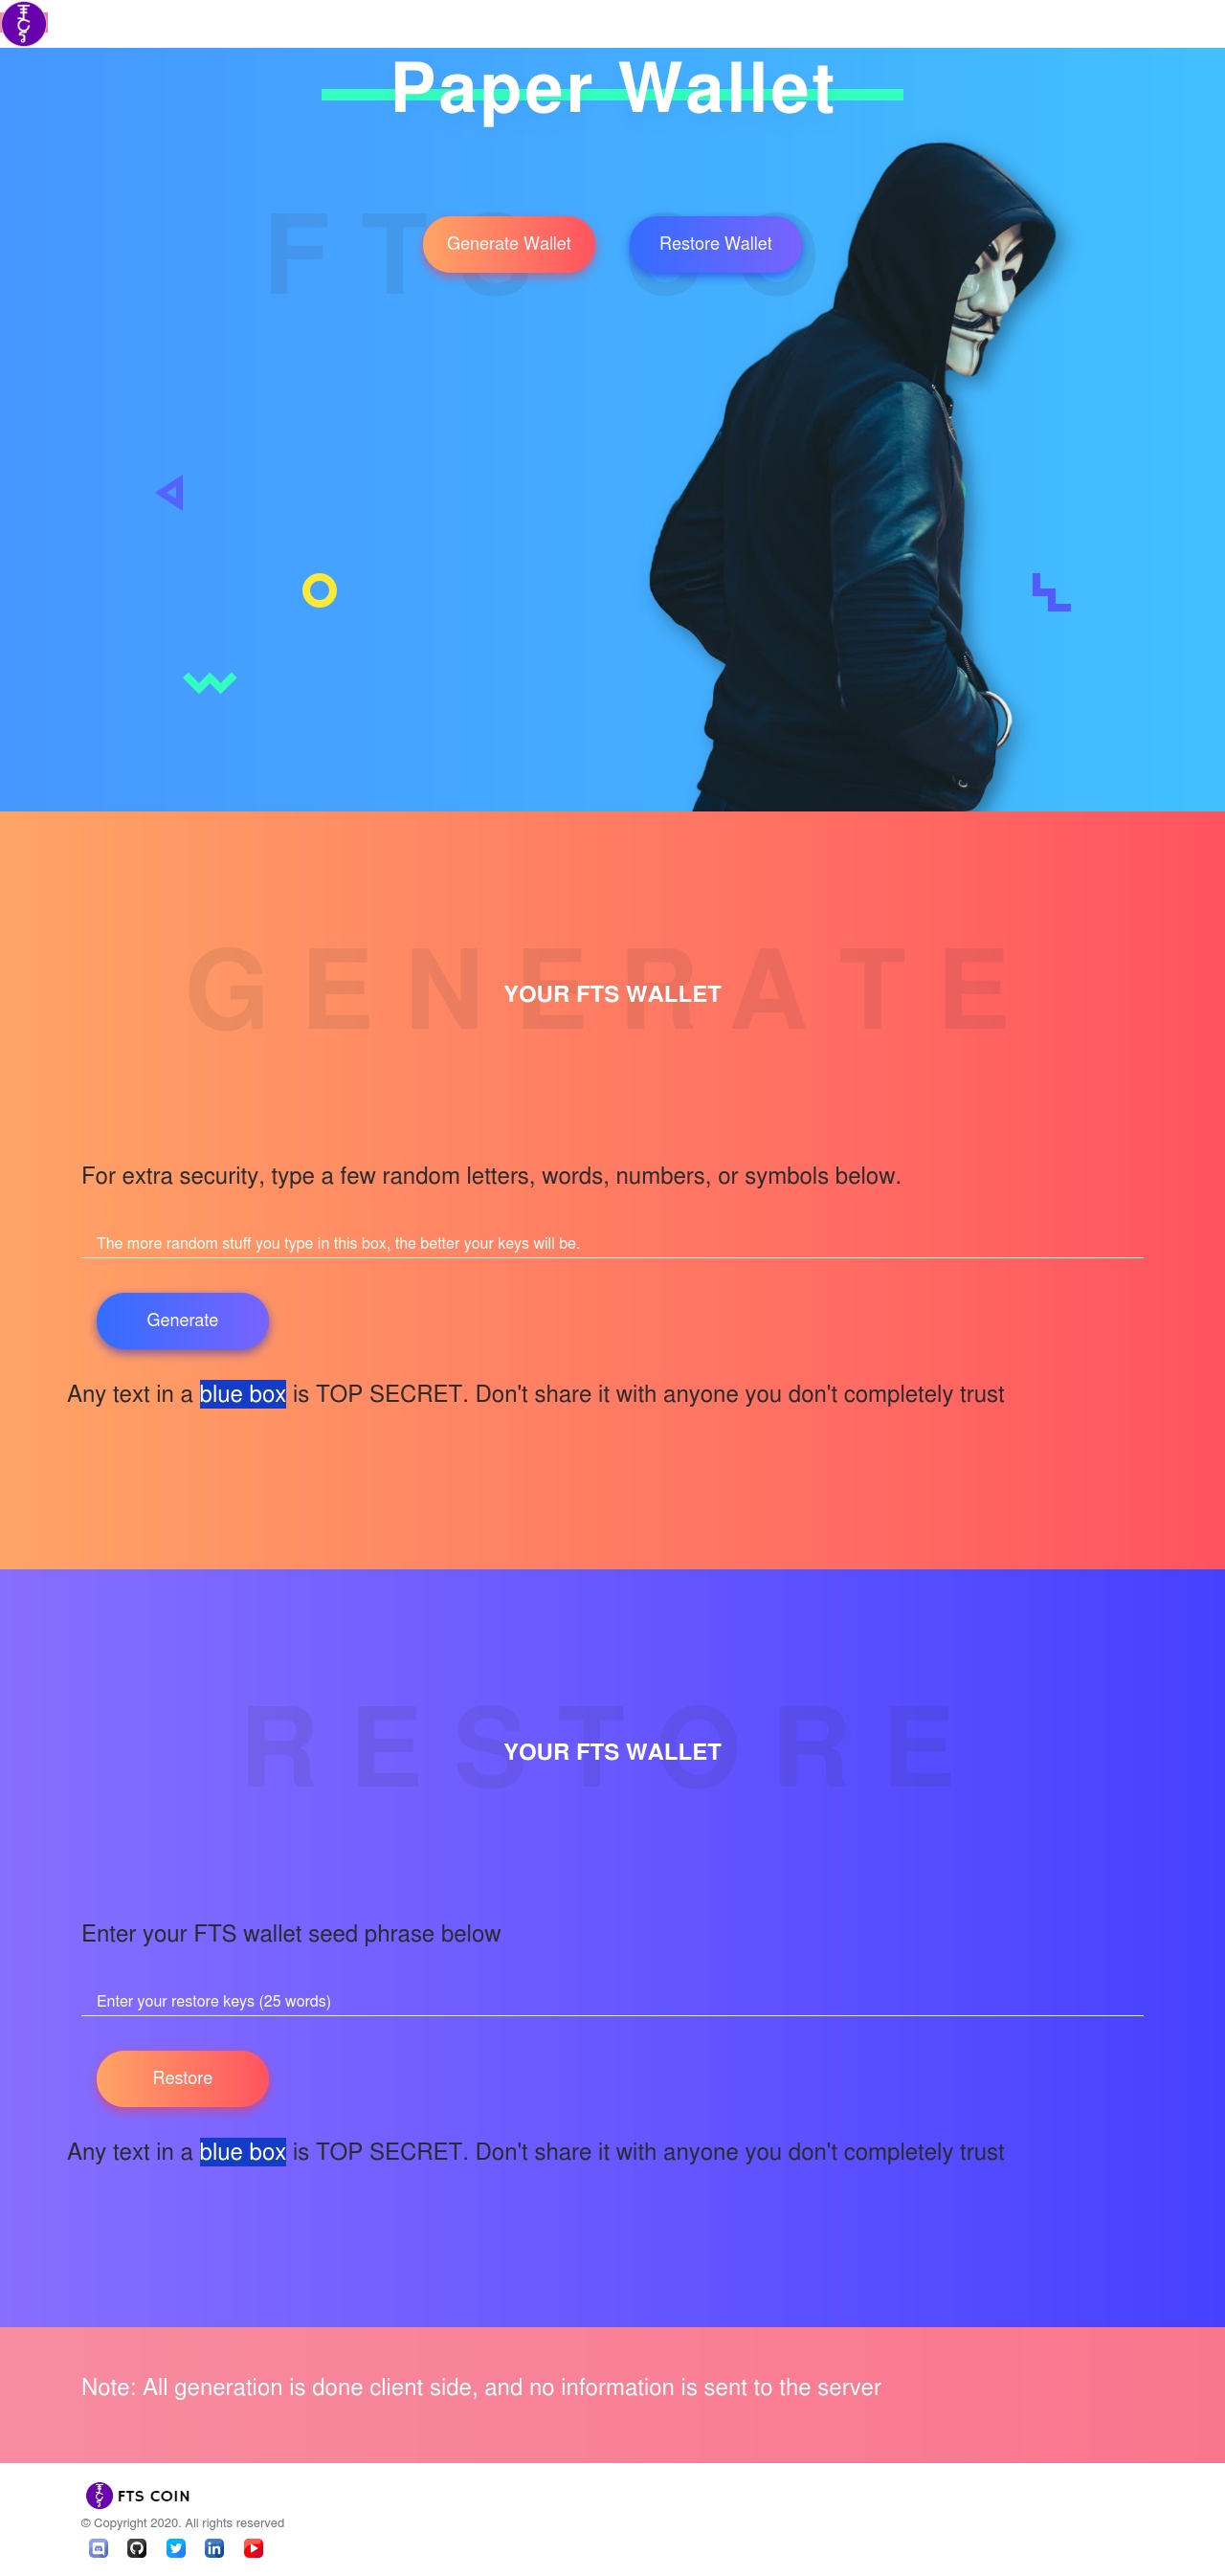 Paper Wallet
FTS
Generate Wallet
Restore Wallet
GENERATE
YOUR FTS WALLET
For extra security, type a few random letters, words, numbers, or symbols below.
The more random stuff you type in this box, the better your keys will be.
Generate
Any text in a blue box is TOP SECRET. Don't share it with anyone you don't completely trust
RESTORE
YOUR FTS WALLET
Enter your FTS wallet seed phrase below
Enter your restore keys (25 words)
Restore
Any text in a blue box is TOP SECRET. Don't share it with anyone you don't completely trust
Note: All generation is done client side, and no information is sent to the server
FTS COIN
© Copyright 2020. All rights reserved